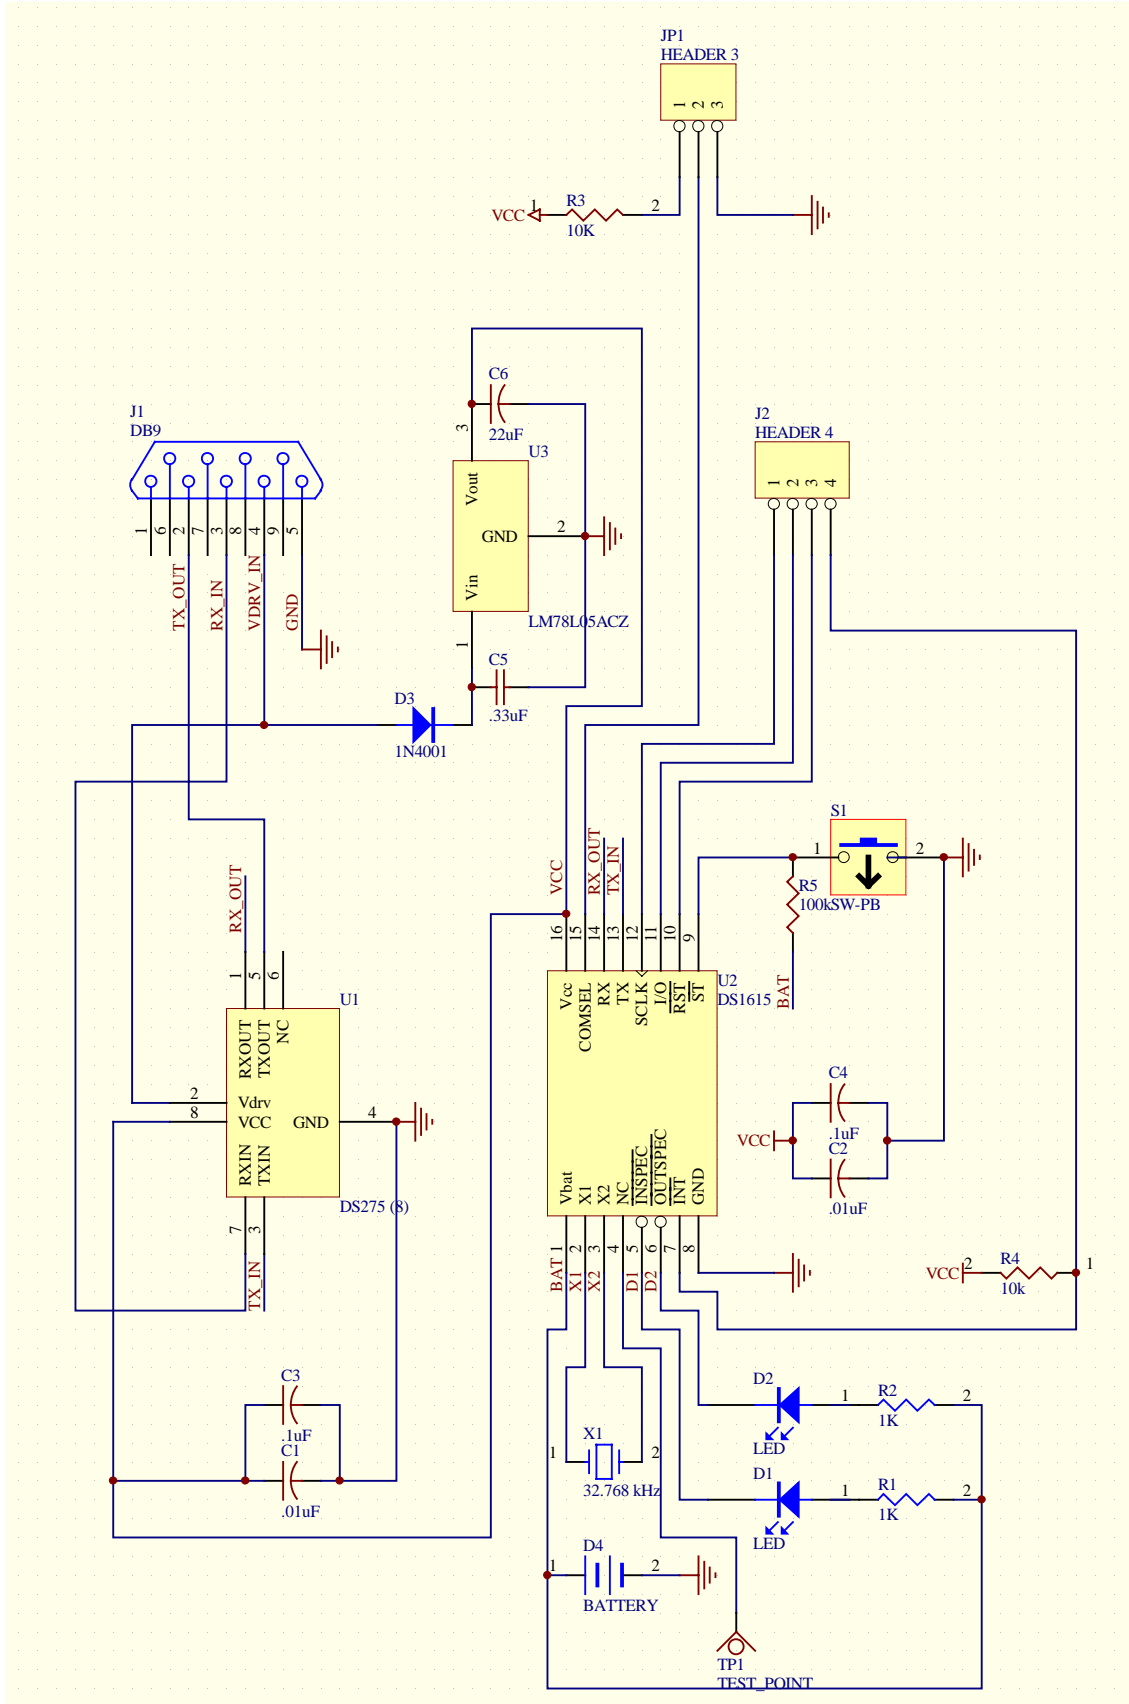 JP1
HEADER 3
1 2 3
VCC 1 R3 2
10K
C6
22uF
3
U3
Vout
GND 2
Vin
LM78L05ACZ
1
C5
.33uF
J1
DB9
1 6 2 7 3 8 4 9 5
TX_OUT
RX_IN
VDRV_IN
GND
J2
HEADER 4
1 2 3 4
D3
1N4001
S1
1 2
R5
100k
SW-PB
BAT
VCC
RX_OUT
TX_IN
16 15 14 13 12 11 10 9
U2
DS1615
Vcc
COMSEL
RX
TX
SCLK
I/O
RST
ST
Vbat
X1
X2
NC
INSPEC
OUTSPEC
INT
GND
1 2 3 4 5 6 7 8
BAT
X1
X2
D1
D2
RX_OUT
1 5 6
U1
RXOUT
TXOUT
NC
2 Vdrv
8 VCC
GND 4
RXIN
TXIN
DS275 (8)
7 3
TX_IN
C4
.1uF
VCC
C2
.01uF
VCC 2 R4 1
10k
C3
.1uF
C1
.01uF
D2
LED
1 R2 2
1K
X1
1 2
32.768 kHz
D1
LED
1 R1 2
1K
D4
1 2
BATTERY
TP1
TEST_POINT